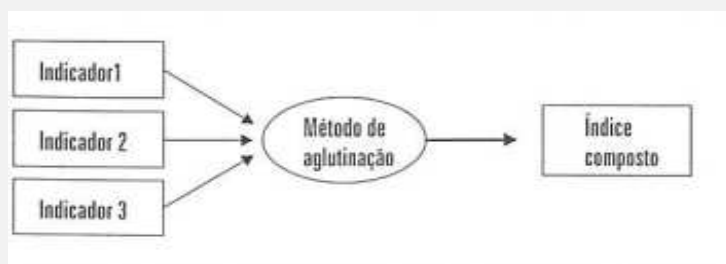 Indicador1
Indicador 2
Indicador 3
Método de
aglutinação
Índice
composto